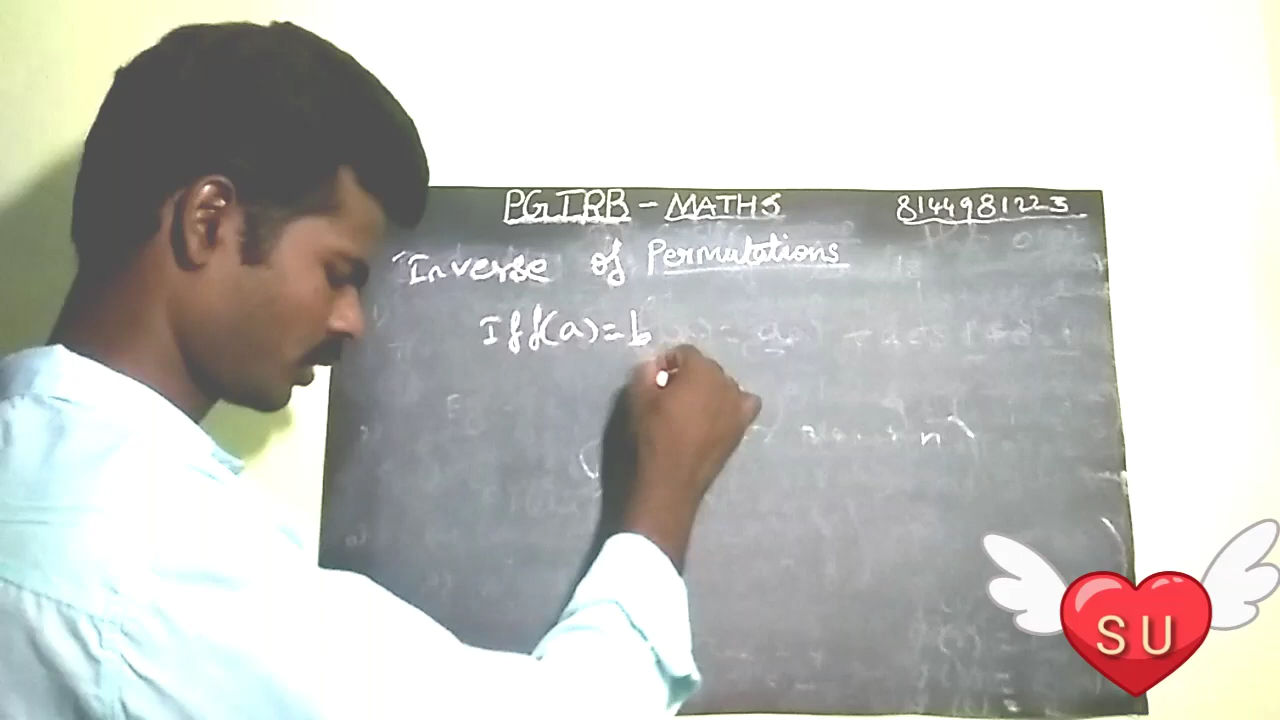 PGTRB - MATHS 8144981223
Inverse of Permutations
If f(a)=b
SU